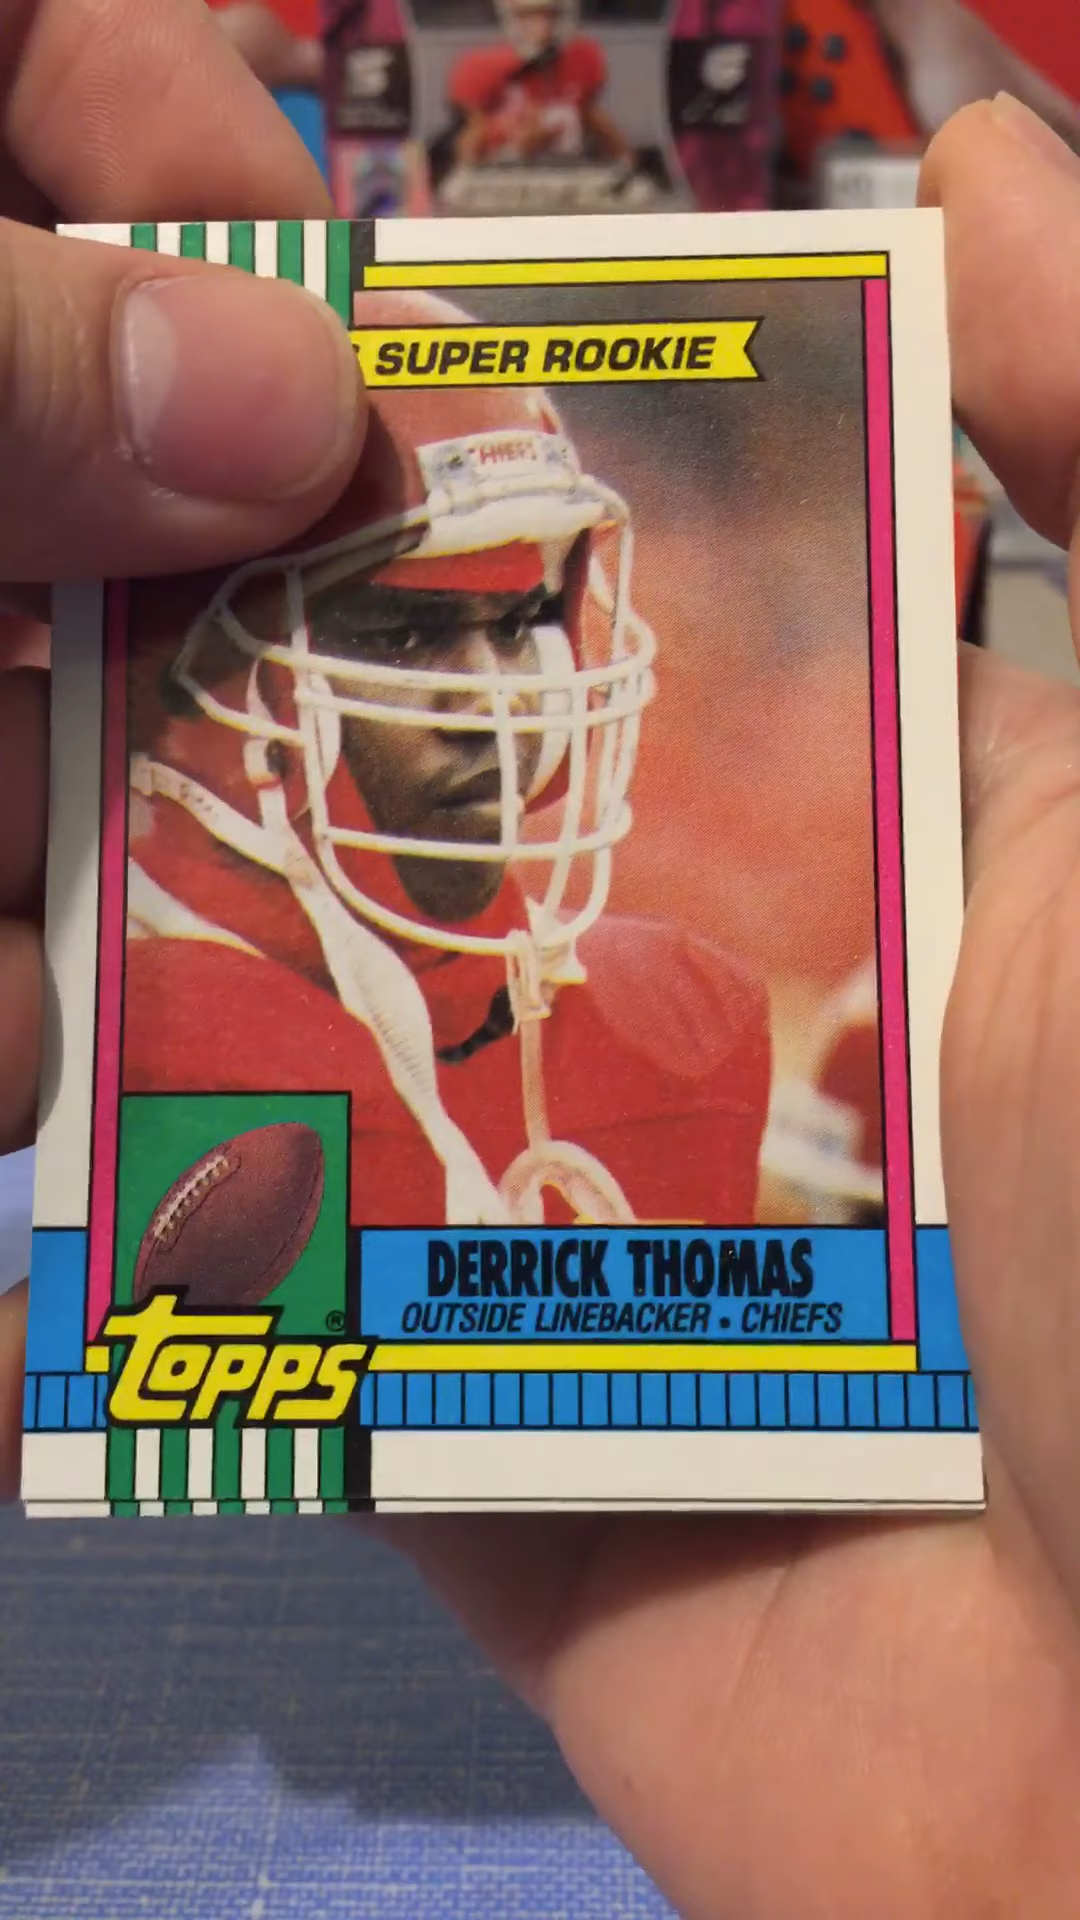 SUPER ROOKIE
CHIEFS
DERRICK THOMAS
OUTSIDE LINEBACKER • CHIEFS
topps®